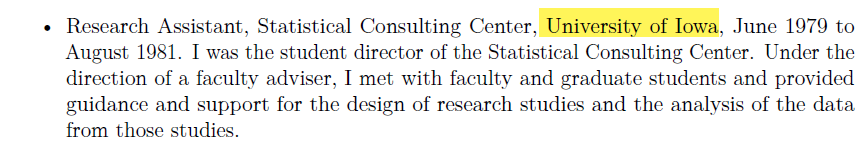 • Research Assistant, Statistical Consulting Center, University of Iowa, June 1979 to
August 1981. I was the student director of the Statistical Consulting Center. Under the
direction of a faculty adviser, I met with faculty and graduate students and provided
guidance and support for the design of research studies and the analysis of the data
from those studies.